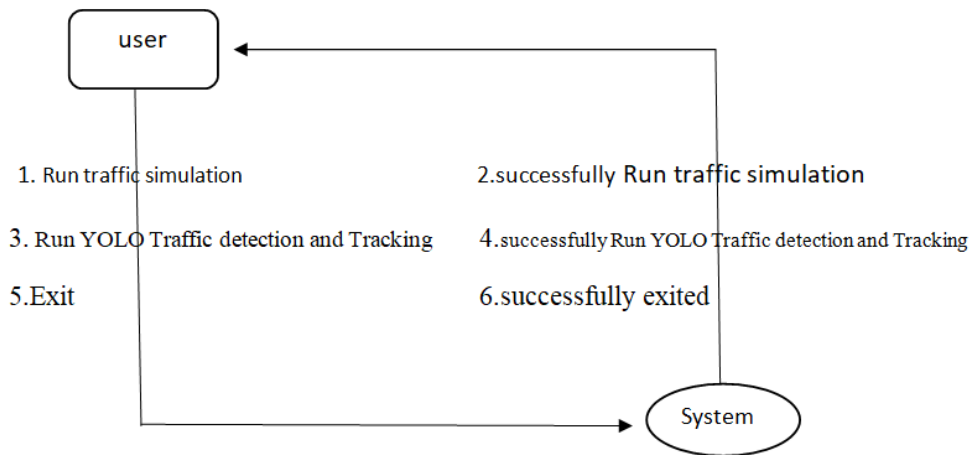 user
1. Run traffic simulation
2.successfully Run traffic simulation
3. Run YOLO Traffic detection and Tracking
4.successfully Run YOLO Traffic detection and Tracking
5.Exit
6.successfully exited
System